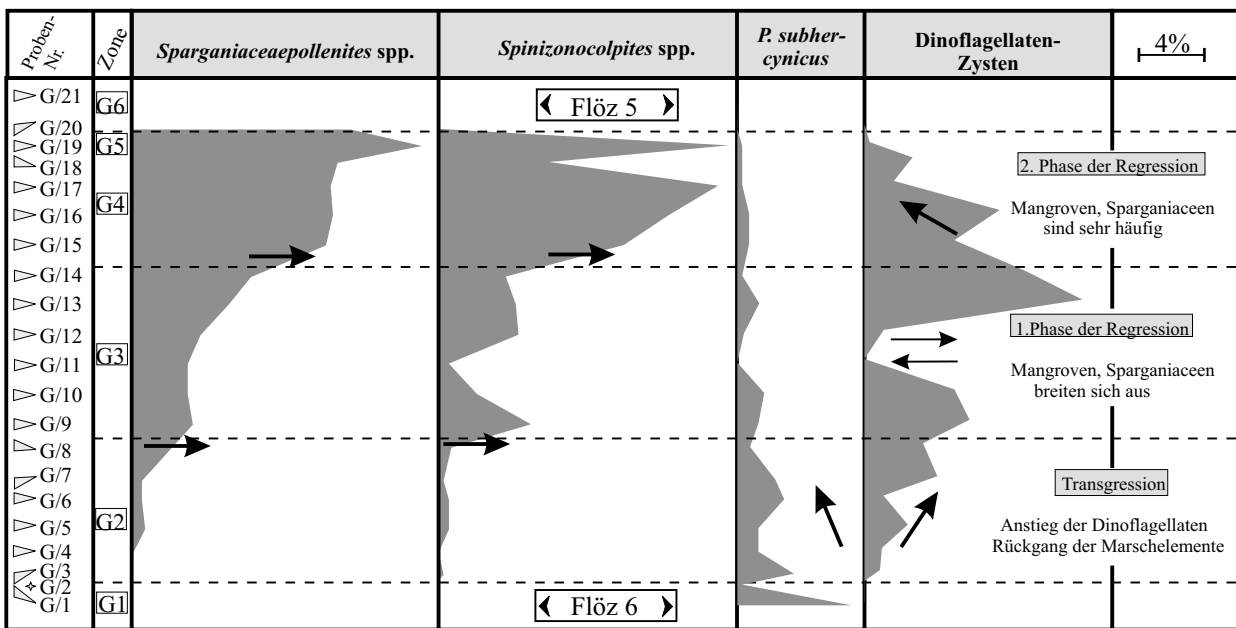 Proben-
Nr.
Zone
Sparganiaceaepollenites spp.
Spinizonocolpites spp.
P. subher-
cynicus
Dinoflagellaten-
Zysten
4%
G/21
G/20
G/19
G/18
G/17
G/16
G/15
G/14
G/13
G/12
G/11
G/10
G/9
G/8
G/7
G/6
G/5
G/4
G/3
G/2
G/1
G6
G5
G4
G3
G2
G1
Flöz 5
Flöz 6
2. Phase der Regression
Mangroven, Sparganiaceen
sind sehr häufig
1.Phase der Regression
Mangroven, Sparganiaceen
breiten sich aus
Transgression
Anstieg der Dinoflagellaten
Rückgang der Marschelemente